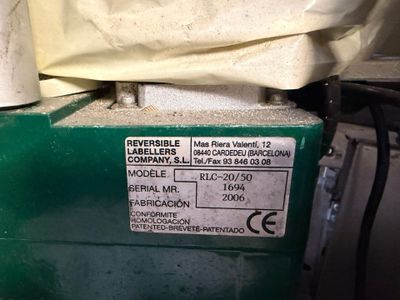 REVERSIBLE LABELLERS COMPANY, S.L.
Mas Riera Valentí, 12
08440 CARDEDEU (BARCELONA)
Tel./Fax 93 846 03 08
MODÈLE RLC-20/50
SERIAL MR. 1694
FABRICACIÓN 2006
CONFORMITE
HOMOLOGACIÓN
PATENTED-BREVETÉ-PATENTADO
CE